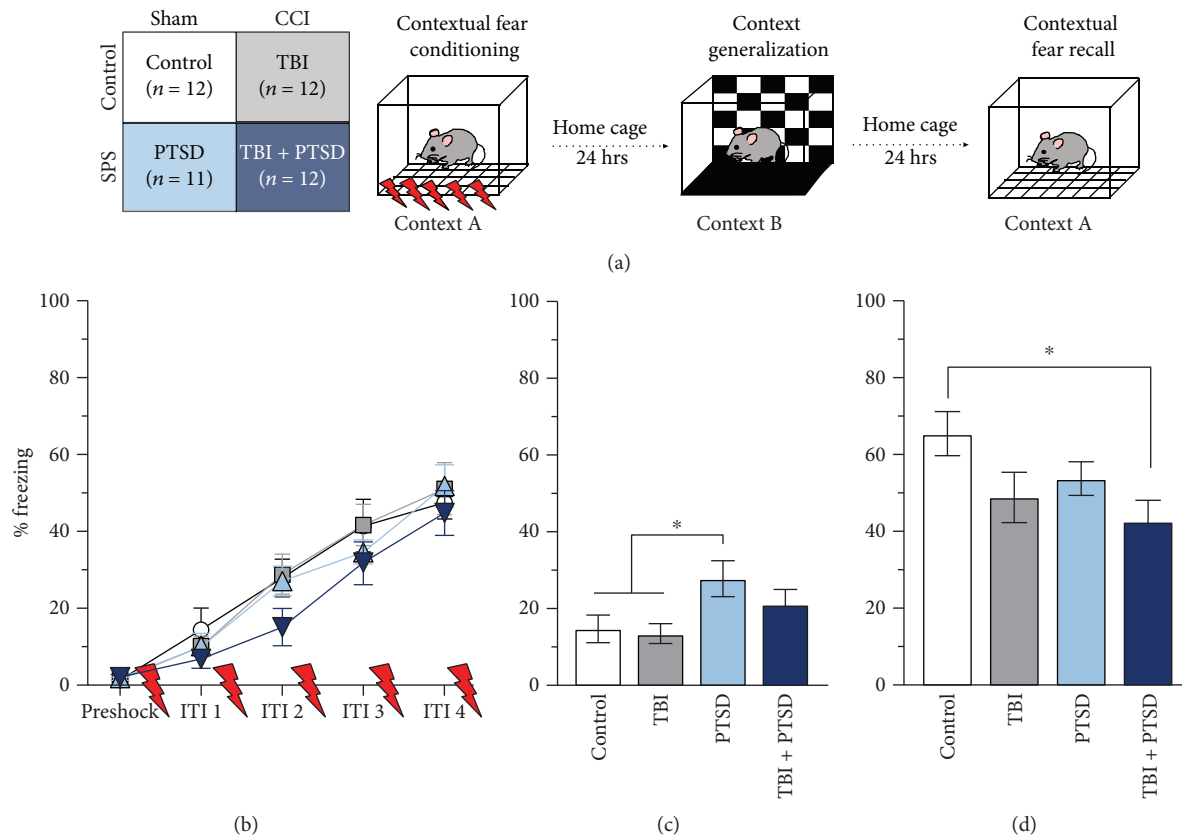 Sham CCI
Control
SPS
Control
(n = 12)
TBI
(n = 12)
PTSD
(n = 11)
TBI + PTSD
(n = 12)
Contextual fear
conditioning
Context A
Home cage
24 hrs
Context
generalization
Context B
Home cage
24 hrs
Contextual
fear recall
Context A
(a)
% freezing
100
80
60
40
20
0
Preshock ITI 1 ITI 2 ITI 3 ITI 4
(b)
100
80
60
40
20
0
*
Control
TBI
PTSD
TBI + PTSD
(c)
100
80
60
40
20
0
*
Control
TBI
PTSD
TBI + PTSD
(d)